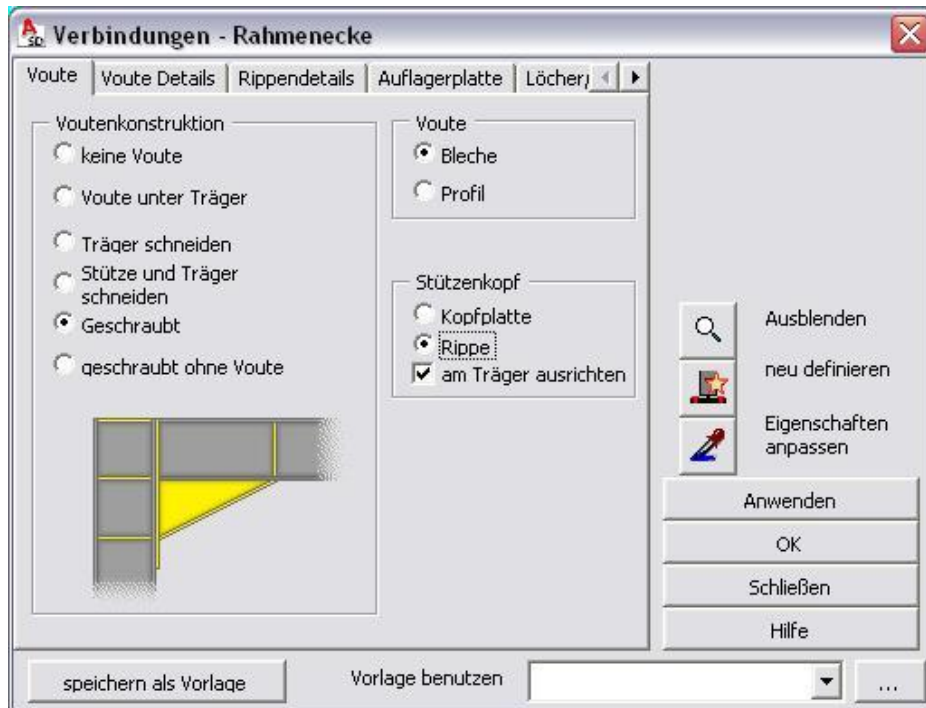 ASD Verbindungen - Rahmenecke
Voute
Voute Details
Rippendetails
Auflagerplatte
Löcher/
Voutenkonstruktion
keine Voute
Voute unter Träger
Träger schneiden
Stütze und Träger
schneiden
Geschraubt
geschraubt ohne Voute
Voute
Bleche
Profil
Stützenkopf
Kopfplatte
Rippe
am Träger ausrichten
Ausblenden
neu definieren
Eigenschaften
anpassen
Anwenden
OK
Schließen
Hilfe
speichern als Vorlage
Vorlage benutzen
...